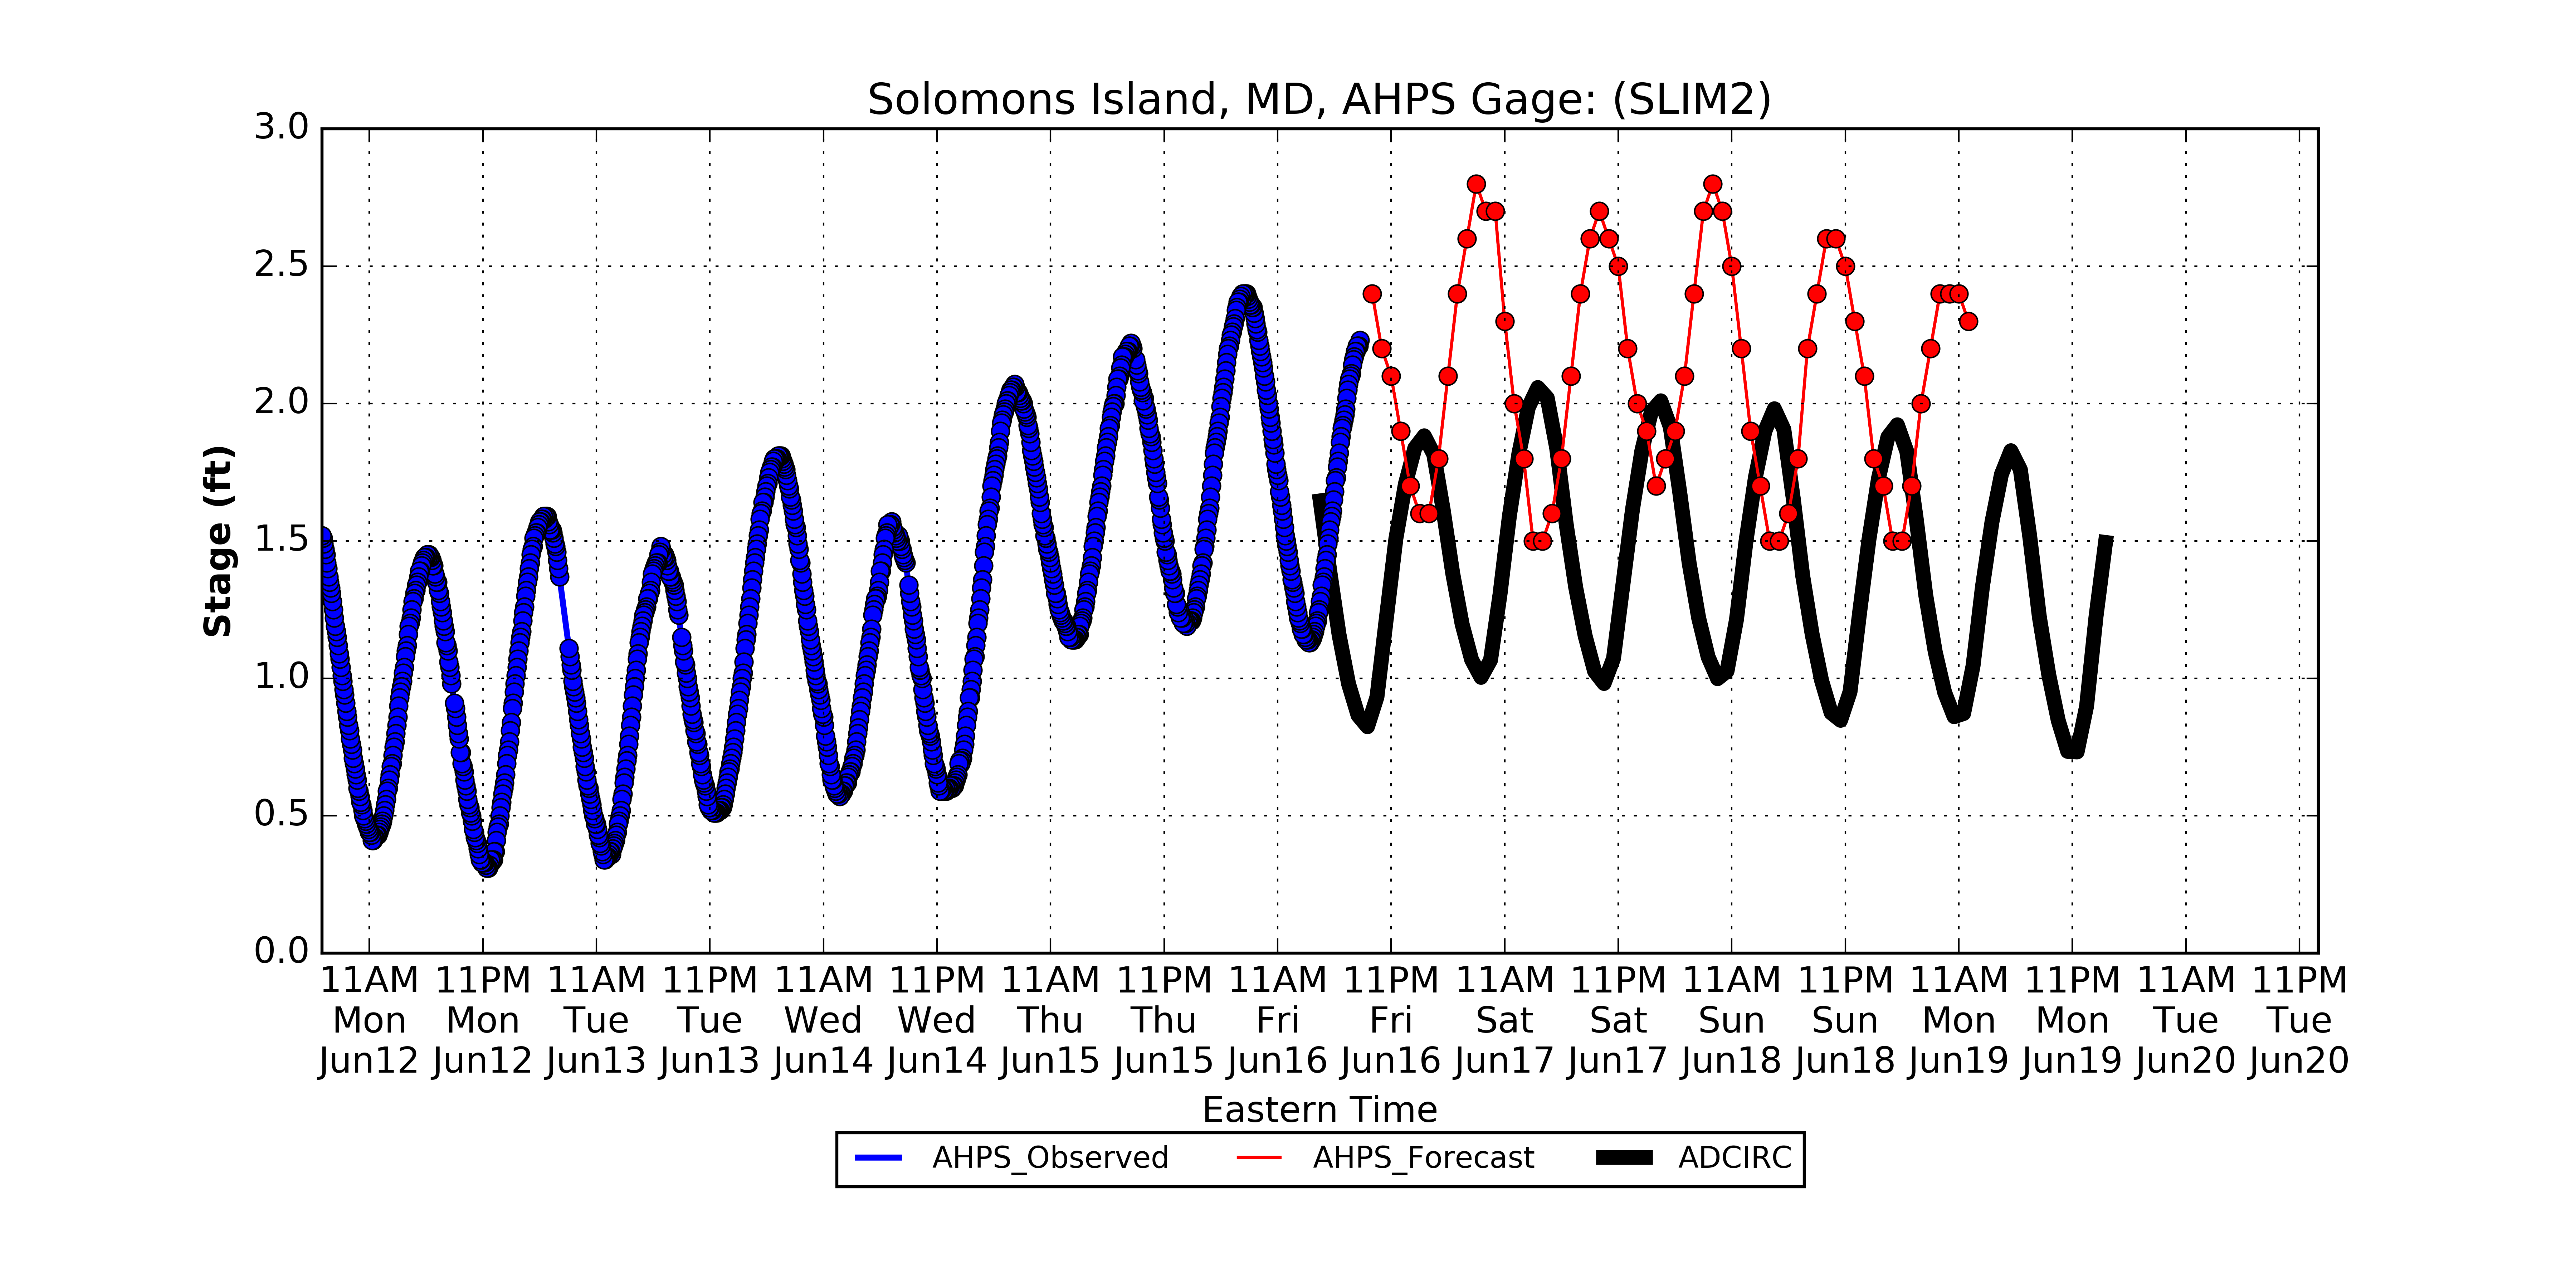 Solomons Island, MD, AHPS Gage: (SLIM2)
3.0
2.5
2.0
1.5
1.0
0.5
0.0
Stage (ft)
11AM 11PM 11AM 11PM 11AM 11PM 11AM 11PM 11AM 11PM 11AM 11PM 11AM 11PM 11AM 11PM 11AM 11PM
Mon Mon Tue Tue Wed Wed Thu Thu Fri Fri Sat Sat Sun Sun Mon Mon Tue Tue
Jun12 Jun12 Jun13 Jun13 Jun14 Jun14 Jun15 Jun15 Jun16 Jun16 Jun17 Jun17 Jun18 Jun18 Jun19 Jun19 Jun20 Jun20
Eastern Time
AHPS_Observed AHPS_Forecast ADCIRC